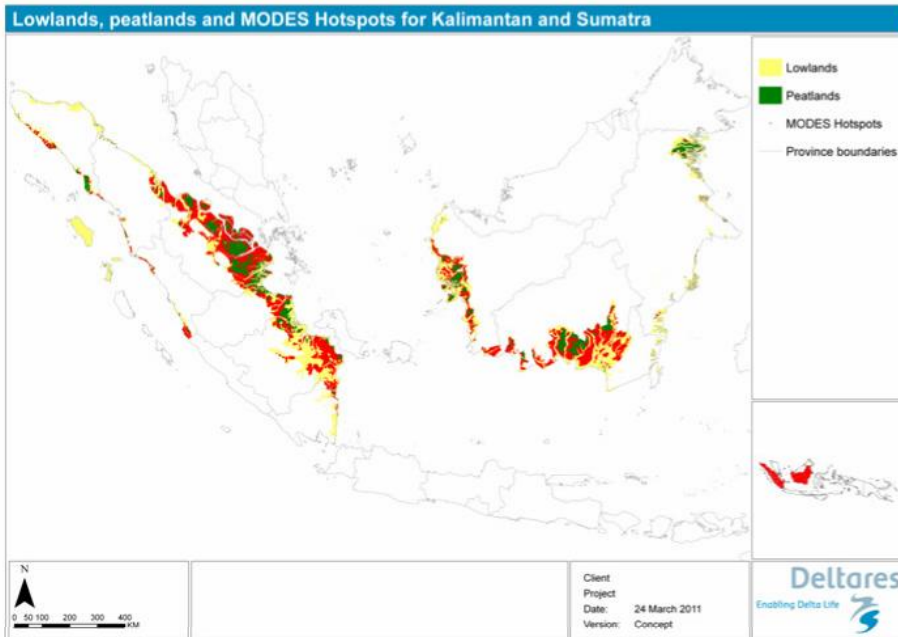 Lowlands, peatlands and MODES Hotspots for Kalimantan and Sumatra
Lowlands
Peatlands
MODES Hotspots
Province boundaries
N
0 50 100 200 300 400
KM
Client
Project
Date: 24 March 2011
Version: Concept
Deltares
Enabling Delta Life